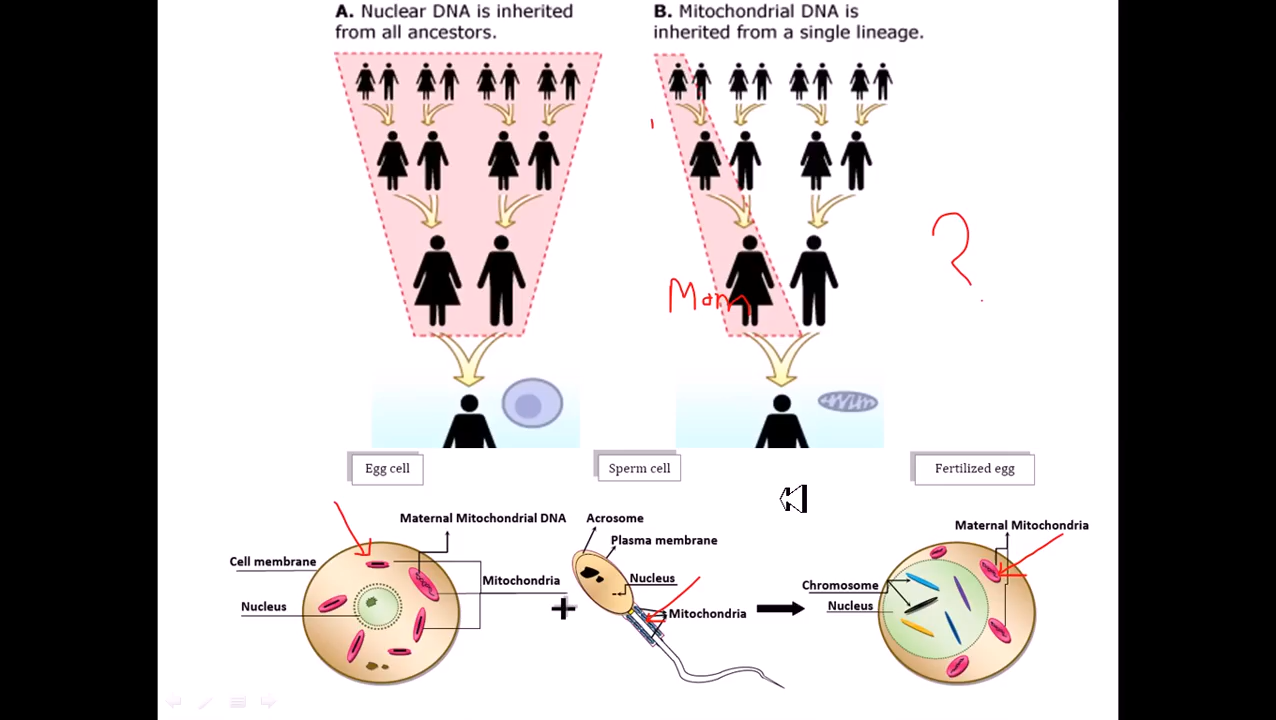 A. Nuclear DNA is inherited
from all ancestors.
B. Mitochondrial DNA is
inherited from a single lineage.
?
Mom
Egg cell
Sperm cell
Fertilized egg
Maternal Mitochondrial DNA
Cell membrane
Nucleus
Mitochondria
Acrosome
Plasma membrane
Nucleus
Mitochondria
+
Maternal Mitochondria
Chromosome
Nucleus